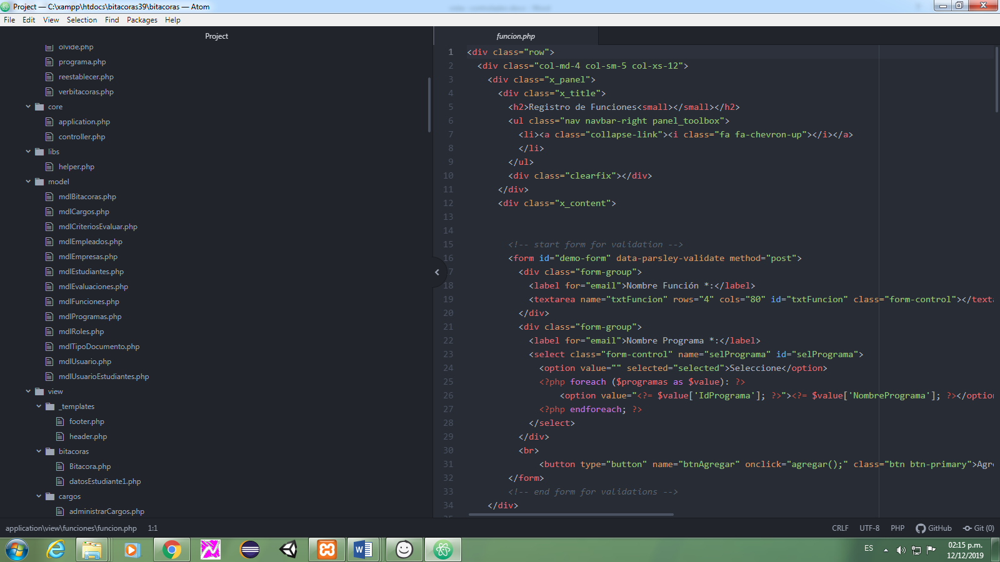 Project — C:\xampp\htdocs\bitacoras39\bitacoras — Atom
File Edit View Selection Find Packages Help
Project
olvide.php
programa.php
reestablecer.php
verbitacoras.php
core
application.php
controller.php
libs
helper.php
model
mdlBitacoras.php
mdlCargos.php
mdlCriteriosEvaluar.php
mdlEmpleados.php
mdlEmpresas.php
mdlEstudiantes.php
mdlEvaluaciones.php
mdlFunciones.php
mdlProgramas.php
mdlRoles.php
mdlTipoDocumento.php
mdlUsuario.php
mdlUsuarioEstudiantes.php
view
_templates
footer.php
header.php
bitacoras
Bitacora.php
datosEstudiante1.php
cargos
administrarCargos.php
funcion.php
1 <div class="row">
2 <div class="col-md-4 col-sm-5 col-xs-12">
3 <div class="x_panel">
4 <div class="x_title">
5 <h2>Registro de Funciones<small></small></h2>
6 <ul class="nav navbar-right panel_toolbox">
7 <li><a class="collapse-link"><i class="fa fa-chevron-up"></i></a>
8 </li>
9 </ul>
10 <div class="clearfix"></div>
11 </div>
12 <div class="x_content">
13
14
15 <!-- start form for validation -->
16 <form id="demo-form" data-parsley-validate method="post">
7 <div class="form-group">
18 <label for="email">Nombre Función *:</label>
19 <textarea name="txtFuncion" rows="4" cols="80" id="txtFuncion" class="form-control"></texta
20 </div>
21 <div class="form-group">
22 <label for="email">Nombre Programa *:</label>
23 <select class="form-control" name="selPrograma" id="selPrograma">
24 <option value="" selected="selected">Seleccione</option>
25 <?php foreach ($programas as $value): ?>
26 <option value="<?= $value['IdPrograma']; ?>"><?= $value['NombrePrograma']; ?></option
27 <?php endforeach; ?>
28 </select>
29 </div>
30 <br>
31 <button type="button" name="btnAgregar" onclick="agregar();" class="btn btn-primary">Agre
32 </form>
33 <!-- end form for validations -->
34 </div>
application\view\funciones\funcion.php 1:1
CRLF UTF-8 PHP GitHub Git (0)
ES
02:15 p.m.
12/12/2019